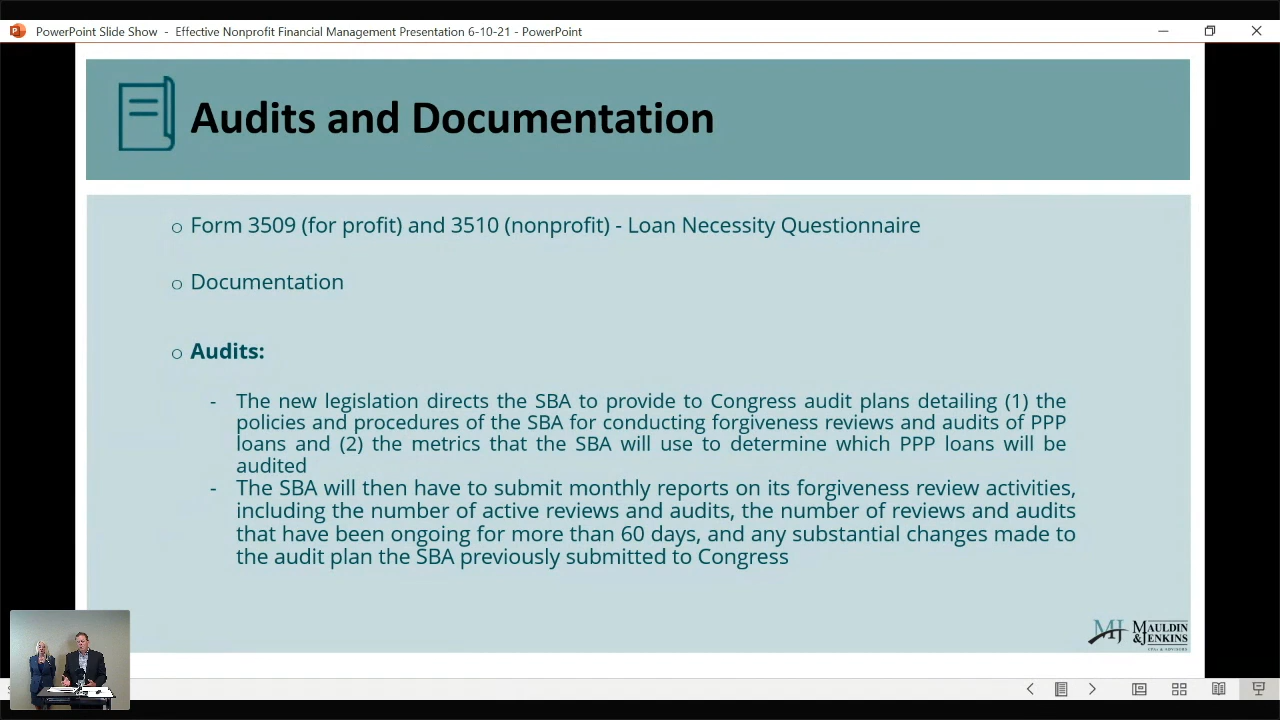 PowerPoint Slide Show - Effective Nonprofit Financial Management Presentation 6-10-21 - PowerPoint
Audits and Documentation
o Form 3509 (for profit) and 3510 (nonprofit) - Loan Necessity Questionnaire
o Documentation
o Audits:
- The new legislation directs the SBA to provide to Congress audit plans detailing (1) the
policies and procedures of the SBA for conducting forgiveness reviews and audits of PPP
loans and (2) the metrics that the SBA will use to determine which PPP loans will be
audited
- The SBA will then have to submit monthly reports on its forgiveness review activities,
including the number of active reviews and audits, the number of reviews and audits
that have been ongoing for more than 60 days, and any substantial changes made to
the audit plan the SBA previously submitted to Congress
MJ MAULDIN
& JENKINS
CPAs & ADVISORS